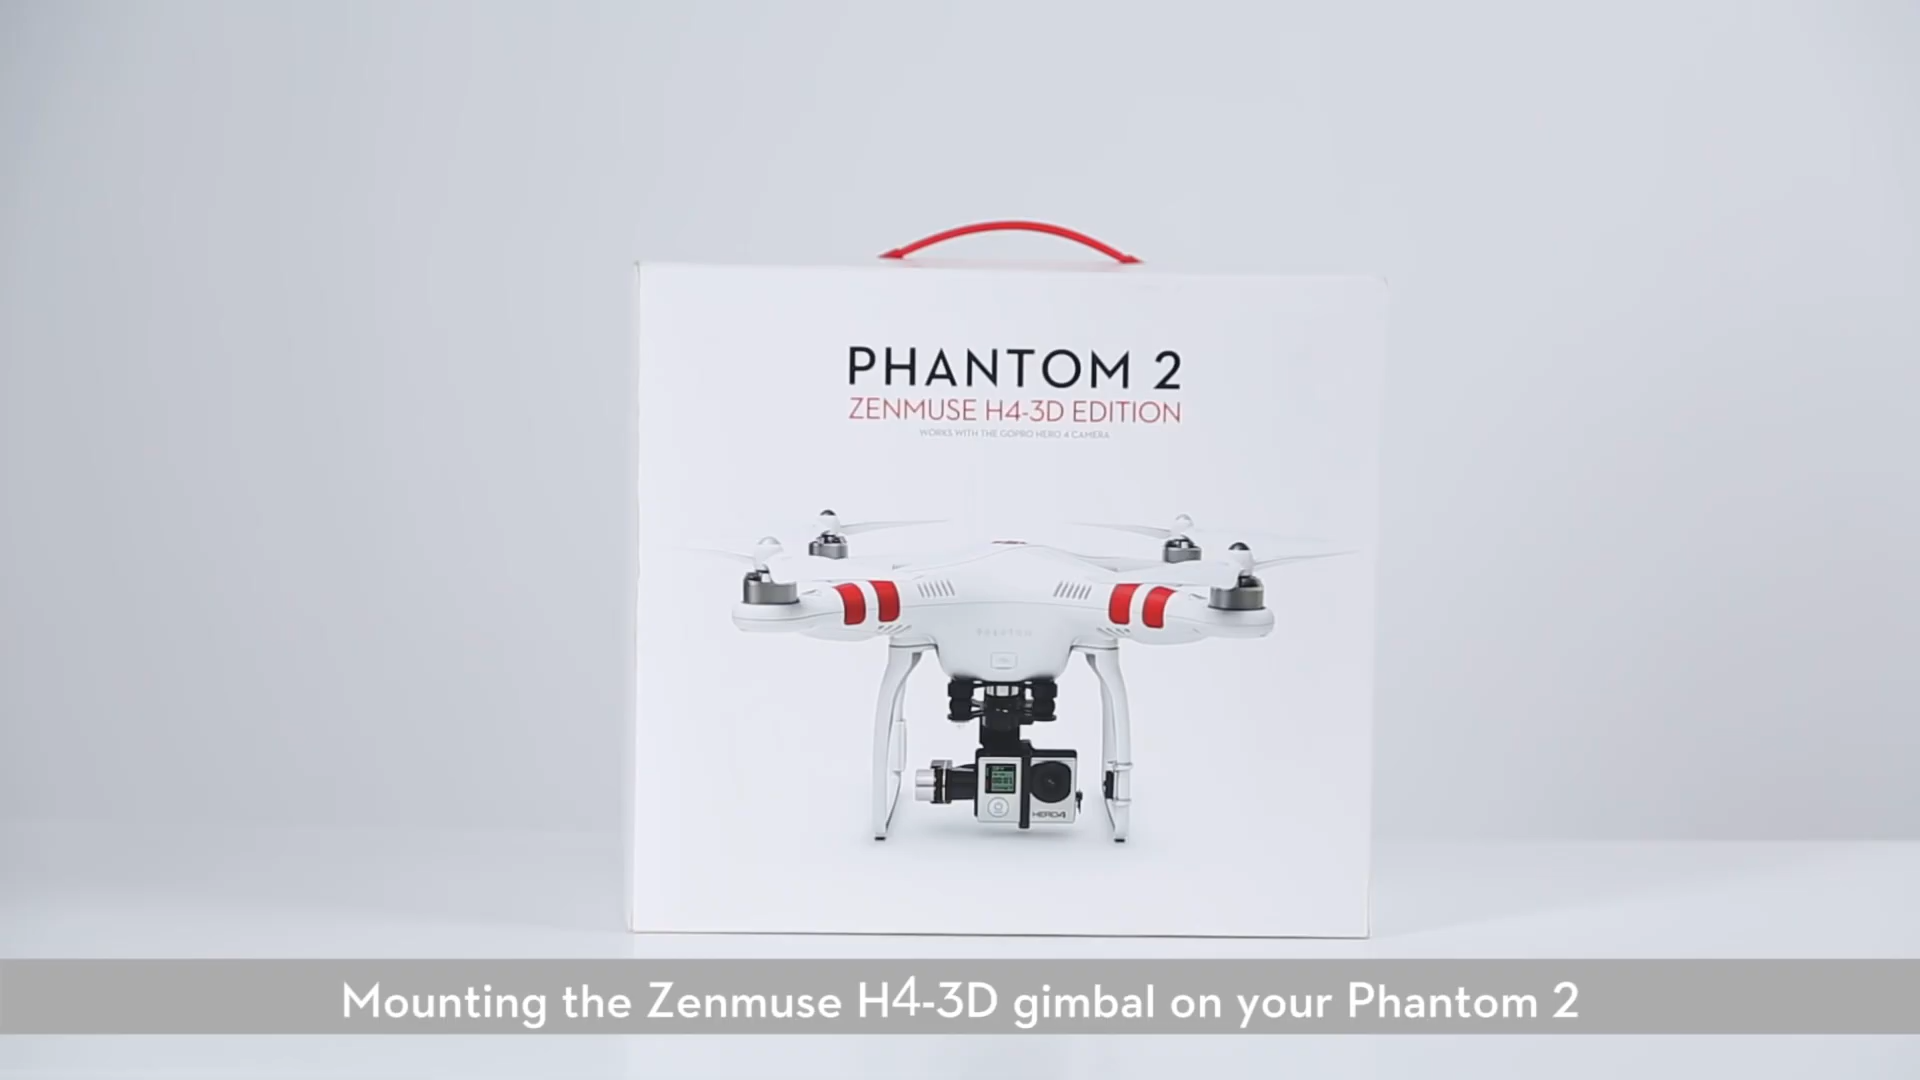 PHANTOM 2
ZENMUSE H4-3D EDITION
WORKS WITH THE GOPRO HERO 4 CAMERA
PHANTOM
HERO4
Mounting the Zenmuse H4-3D gimbal on your Phantom 2